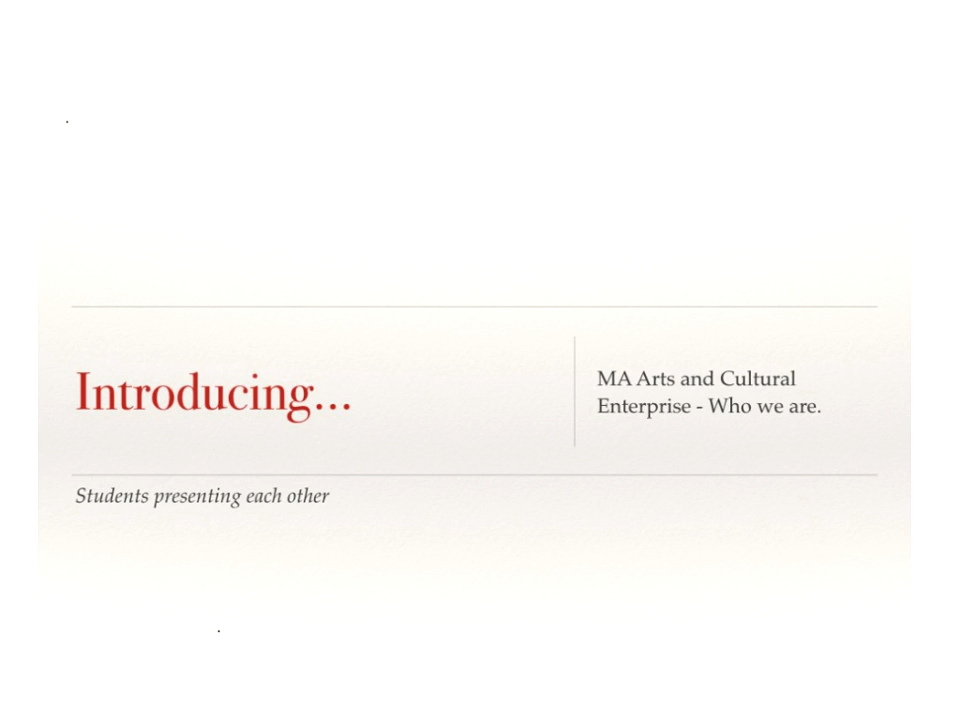 .
Introducing...
MA Arts and Cultural
Enterprise - Who we are.
Students presenting each other
.